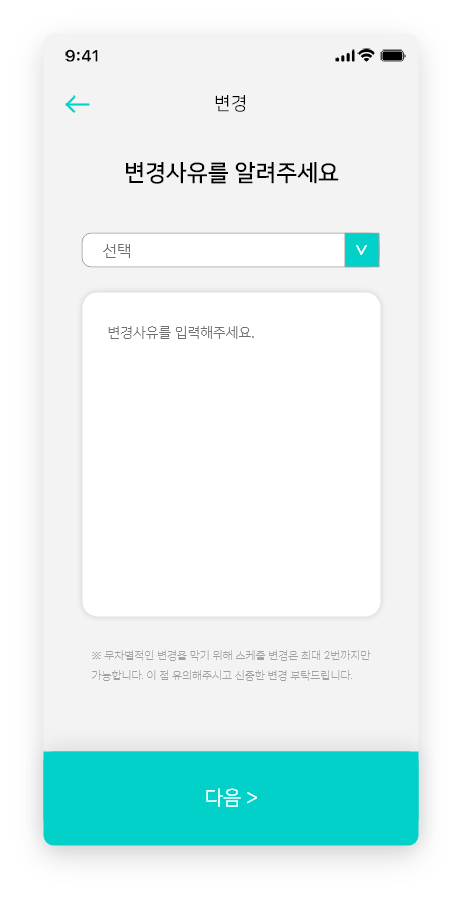 9:41
변경
변경사유를 알려주세요
선택
변경사유를 입력해주세요.
※ 무차별적인 변경을 막기 위해 스케줄 변경은 최대 2번까지만
가능합니다. 이 점 유의해주시고 신중한 변경 부탁드립니다.
다음 >